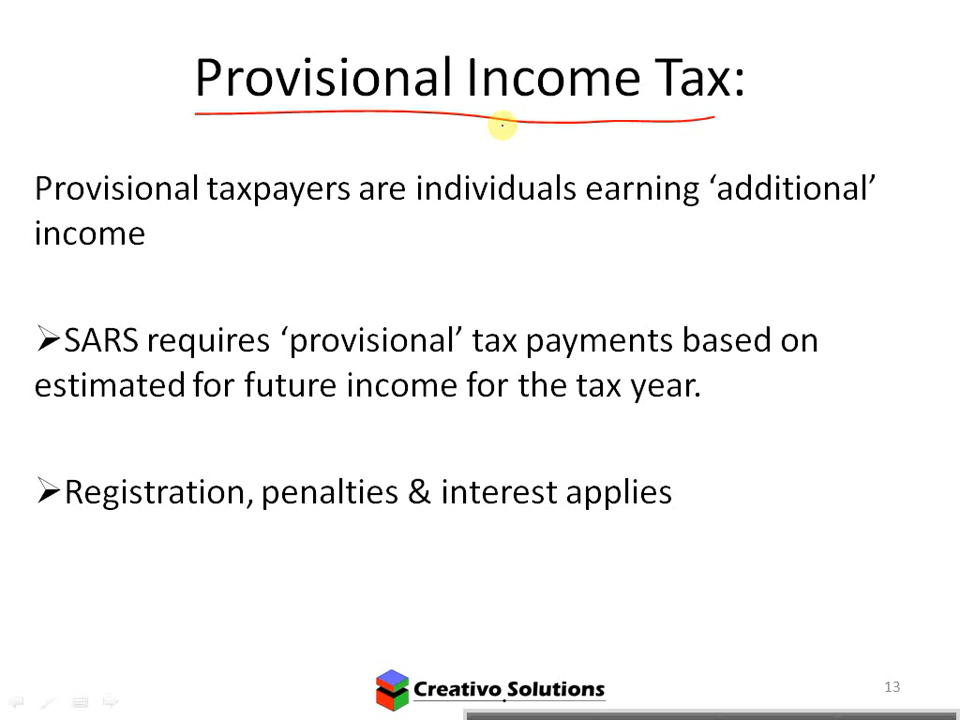 Provisional Income Tax:
Provisional taxpayers are individuals earning ‘additional’
income
➢SARS requires ‘provisional’ tax payments based on
estimated for future income for the tax year.
➢Registration, penalties & interest applies
Creativo Solutions
13